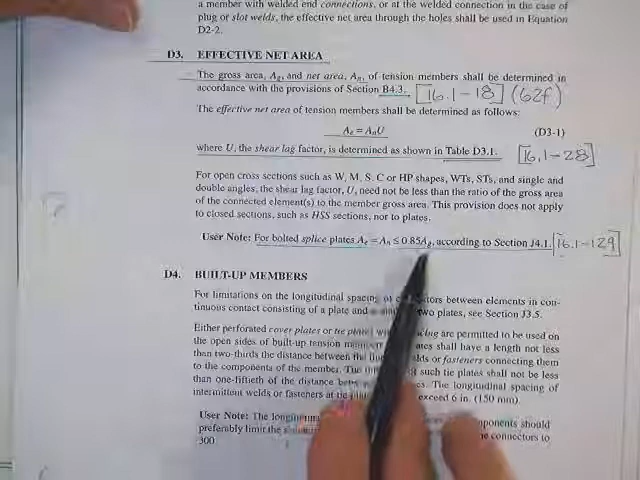 a member with welded end connections, or at the welded connection in the case of
plug or slot welds, the effective net area through the holes shall be used in Equation
D2-2.
D3. EFFECTIVE NET AREA
The gross area, Ag, and net area, An, of tension members shall be determined in
accordance with the provisions of Section B4.3. [16.1-18] (62f)
The effective net area of tension members shall be determined as follows:
Ae = AnU (D3-1)
where U, the shear lag factor, is determined as shown in Table D3.1. [16.1-28]
For open cross sections such as W, M, S, C or HP shapes, WTs, STs, and single and
double angles, the shear lag factor, U, need not be less than the ratio of the gross area
of the connected element(s) to the member gross area. This provision does not apply
to closed sections, such as HSS sections, nor to plates.
User Note: For bolted splice plates Ae = An ≤ 0.85Ag, according to Section J4.1. [16.1-129]
D4. BUILT-UP MEMBERS
For limitations on the longitudinal spacing of between elements in con-
tinuous contact consisting of a plate and two plates, see Section J3.5.
Either perforated cover plates or tie plates are permitted to be used on
the open sides of built-up tension shall have a length not less
than two-thirds the distance between the or fasteners connecting them
to the components of the member. The such tie plates shall not be
less than one-fiftieth of the distance The longitudinal spacing of
intermittent welds or fasteners at tie exceed 6 in. (150 mm).
User Note: The should
preferably limit the connectors to
300